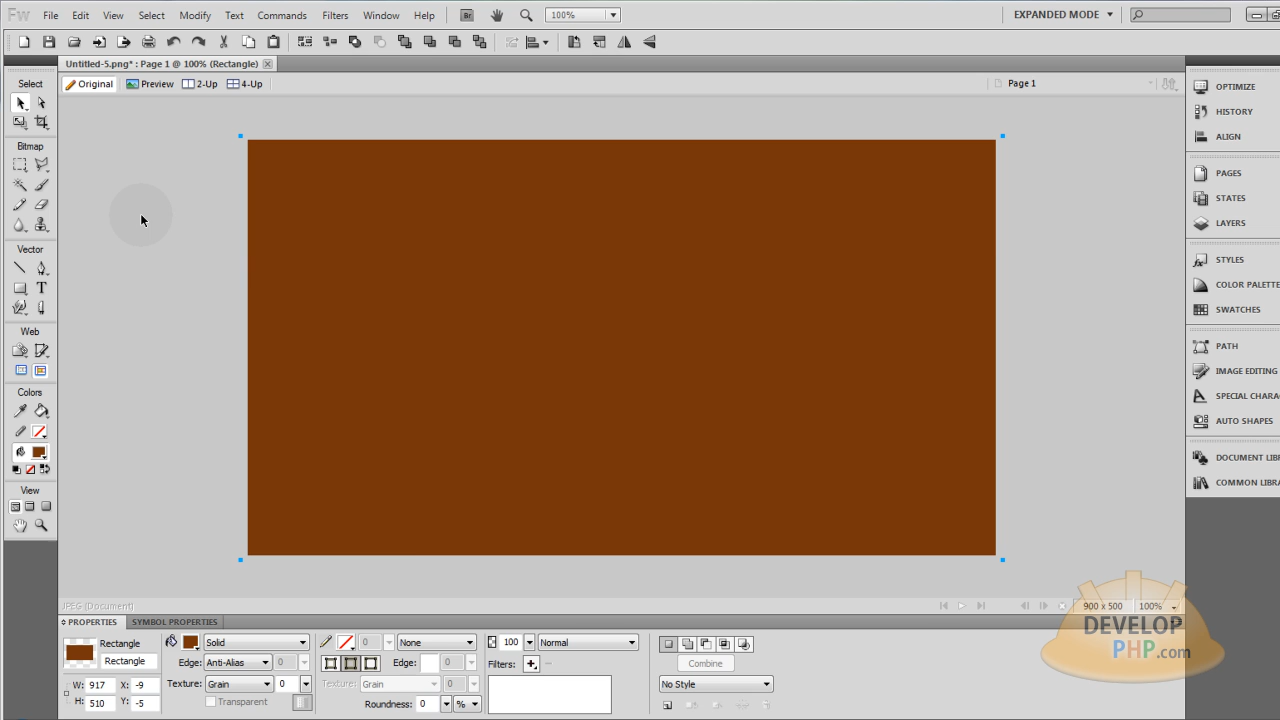 Fw File Edit View Select Modify Text Commands Filters Window Help Br 100% EXPANDED MODE
Untitled-5.png* : Page 1 @ 100% (Rectangle)
Original Preview 2-Up 4-Up Page 1
Select
Bitmap
Vector
T
Web
Colors
View
OPTIMIZE
HISTORY
ALIGN
PAGES
STATES
LAYERS
STYLES
COLOR PALETTE
SWATCHES
PATH
IMAGE EDITING
SPECIAL CHARA
AUTO SHAPES
DOCUMENT LIBR
COMMON LIBRA
JPEG (Document) 900 x 500 100%
PROPERTIES SYMBOL PROPERTIES
Rectangle Solid 0 None 100 Normal
Rectangle Edge: Anti-Alias 0 Edge: 0 Filters: Combine
W: 917 X: -9 Texture: Grain 0 Texture: Grain 0 No Style
H: 510 Y: -5 Transparent Roundness: 0 %
DEVELOP
PHP.com